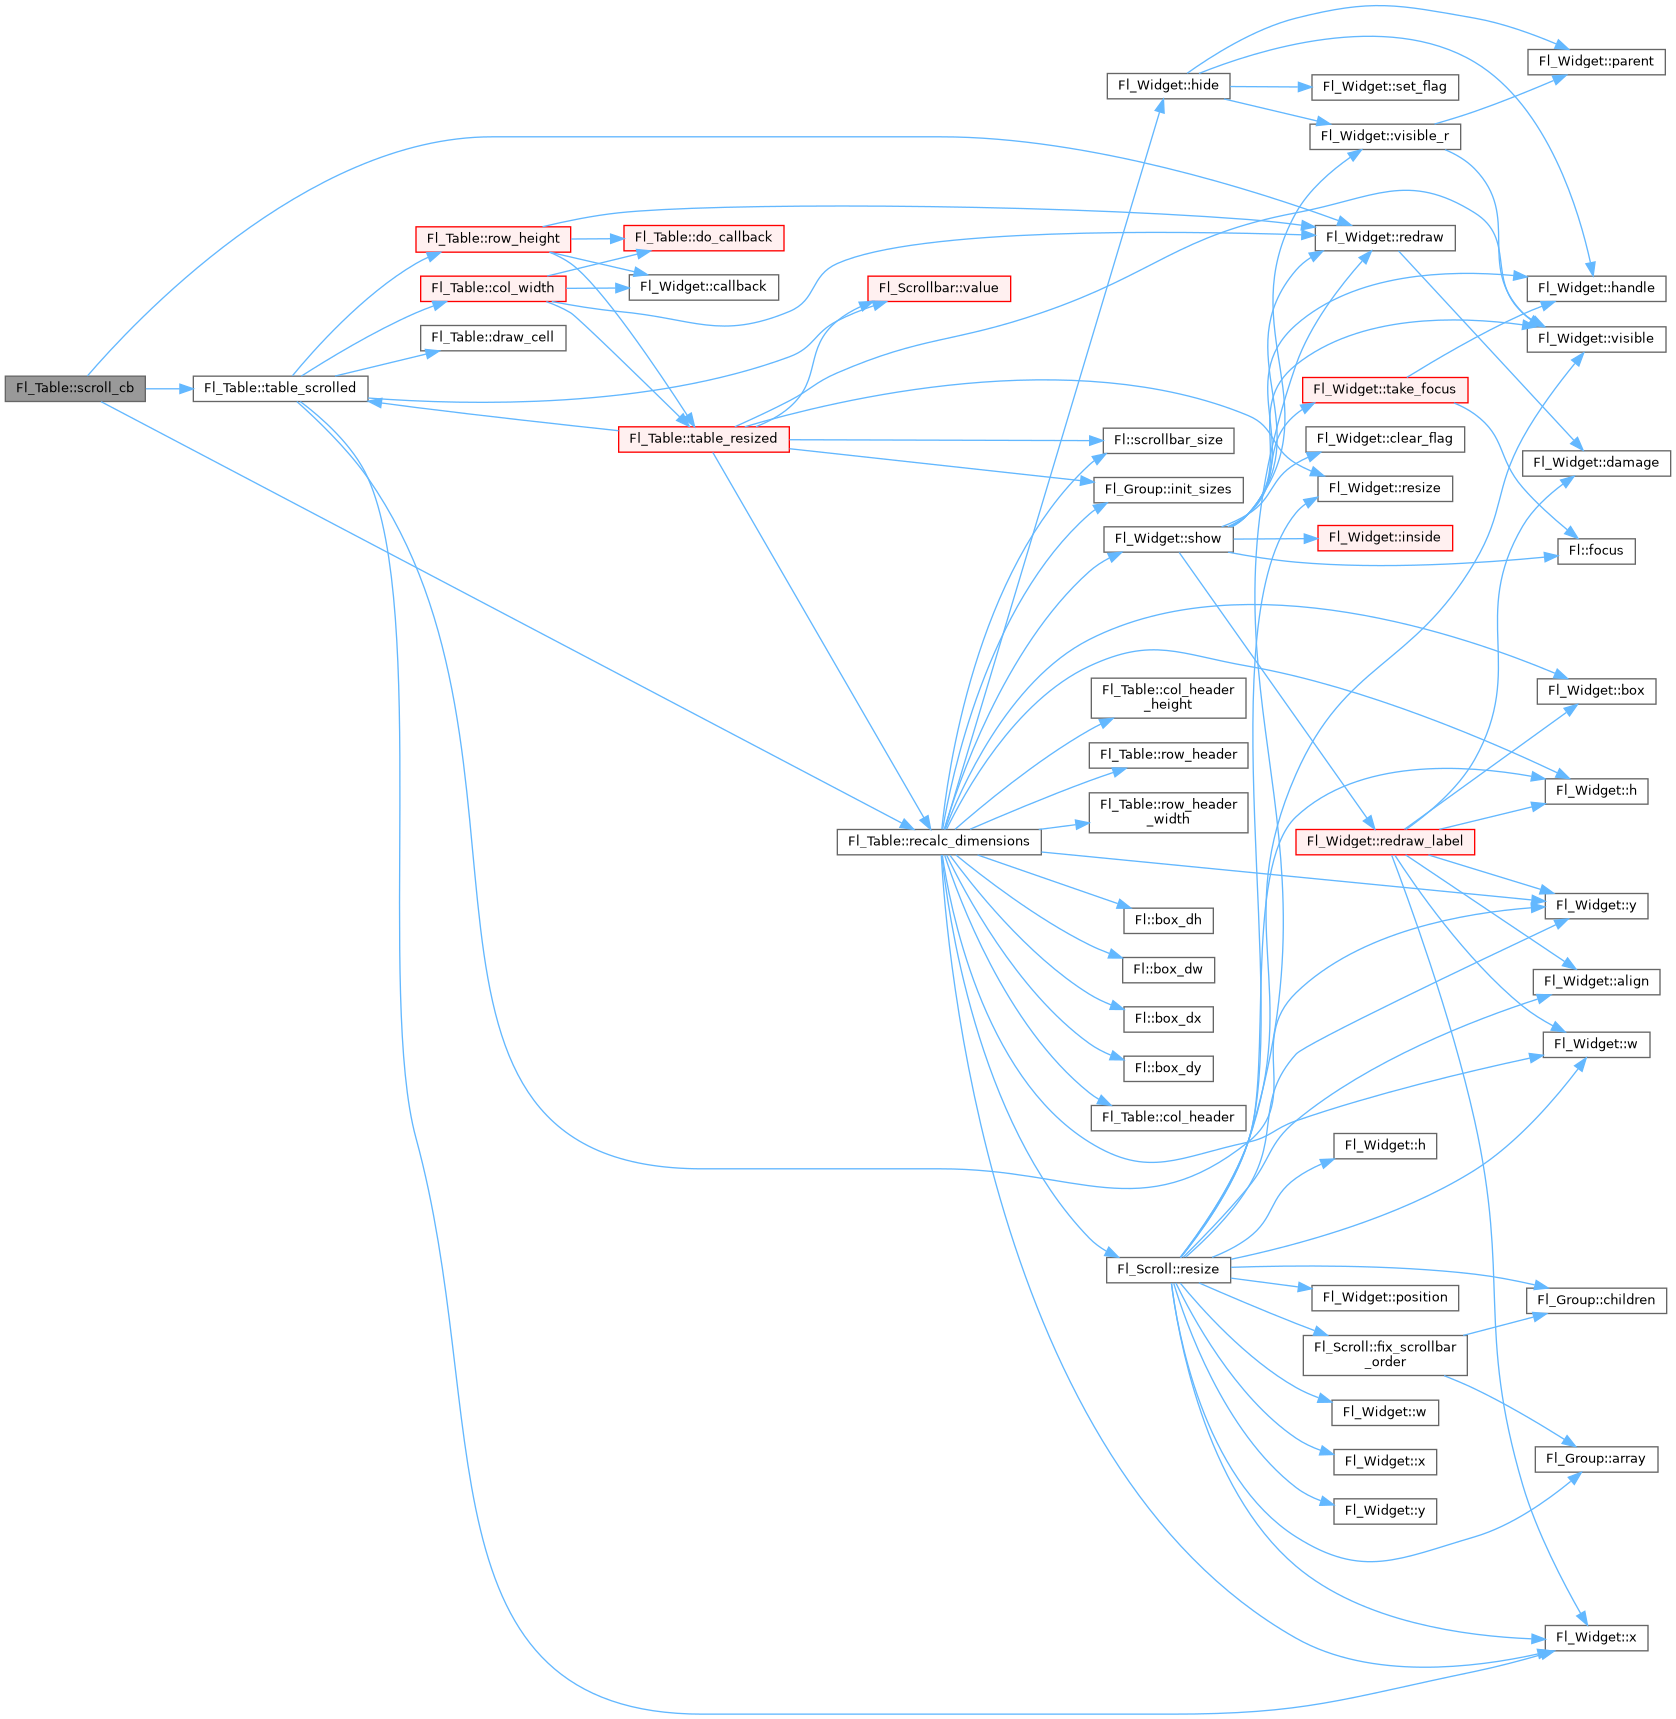 Fl_Widget::parent
Fl_Widget::hide
Fl_Widget::set_flag
Fl_Widget::visible_r
Fl_Table::row_height
Fl_Table::do_callback
Fl_Widget::redraw
Fl_Table::col_width
Fl_Widget::callback
Fl_Scrollbar::value
Fl_Widget::handle
Fl_Table::draw_cell
Fl_Widget::visible
Fl_Table::scroll_cb
Fl_Table::table_scrolled
Fl_Widget::take_focus
Fl_Table::table_resized
Fl::scrollbar_size
Fl_Widget::clear_flag
Fl_Widget::damage
Fl_Group::init_sizes
Fl_Widget::resize
Fl_Widget::show
Fl_Widget::inside
Fl::focus
Fl_Table::col_header
_height
Fl_Widget::box
Fl_Table::row_header
Fl_Widget::h
Fl_Table::row_header
_width
Fl_Table::recalc_dimensions
Fl_Widget::redraw_label
Fl::box_dh
Fl_Widget::y
Fl::box_dw
Fl_Widget::align
Fl::box_dx
Fl_Widget::w
Fl::box_dy
Fl_Table::col_header
Fl_Widget::h
Fl_Scroll::resize
Fl_Widget::position
Fl_Group::children
Fl_Scroll::fix_scrollbar
_order
Fl_Widget::w
Fl_Widget::x
Fl_Group::array
Fl_Widget::y
Fl_Widget::x